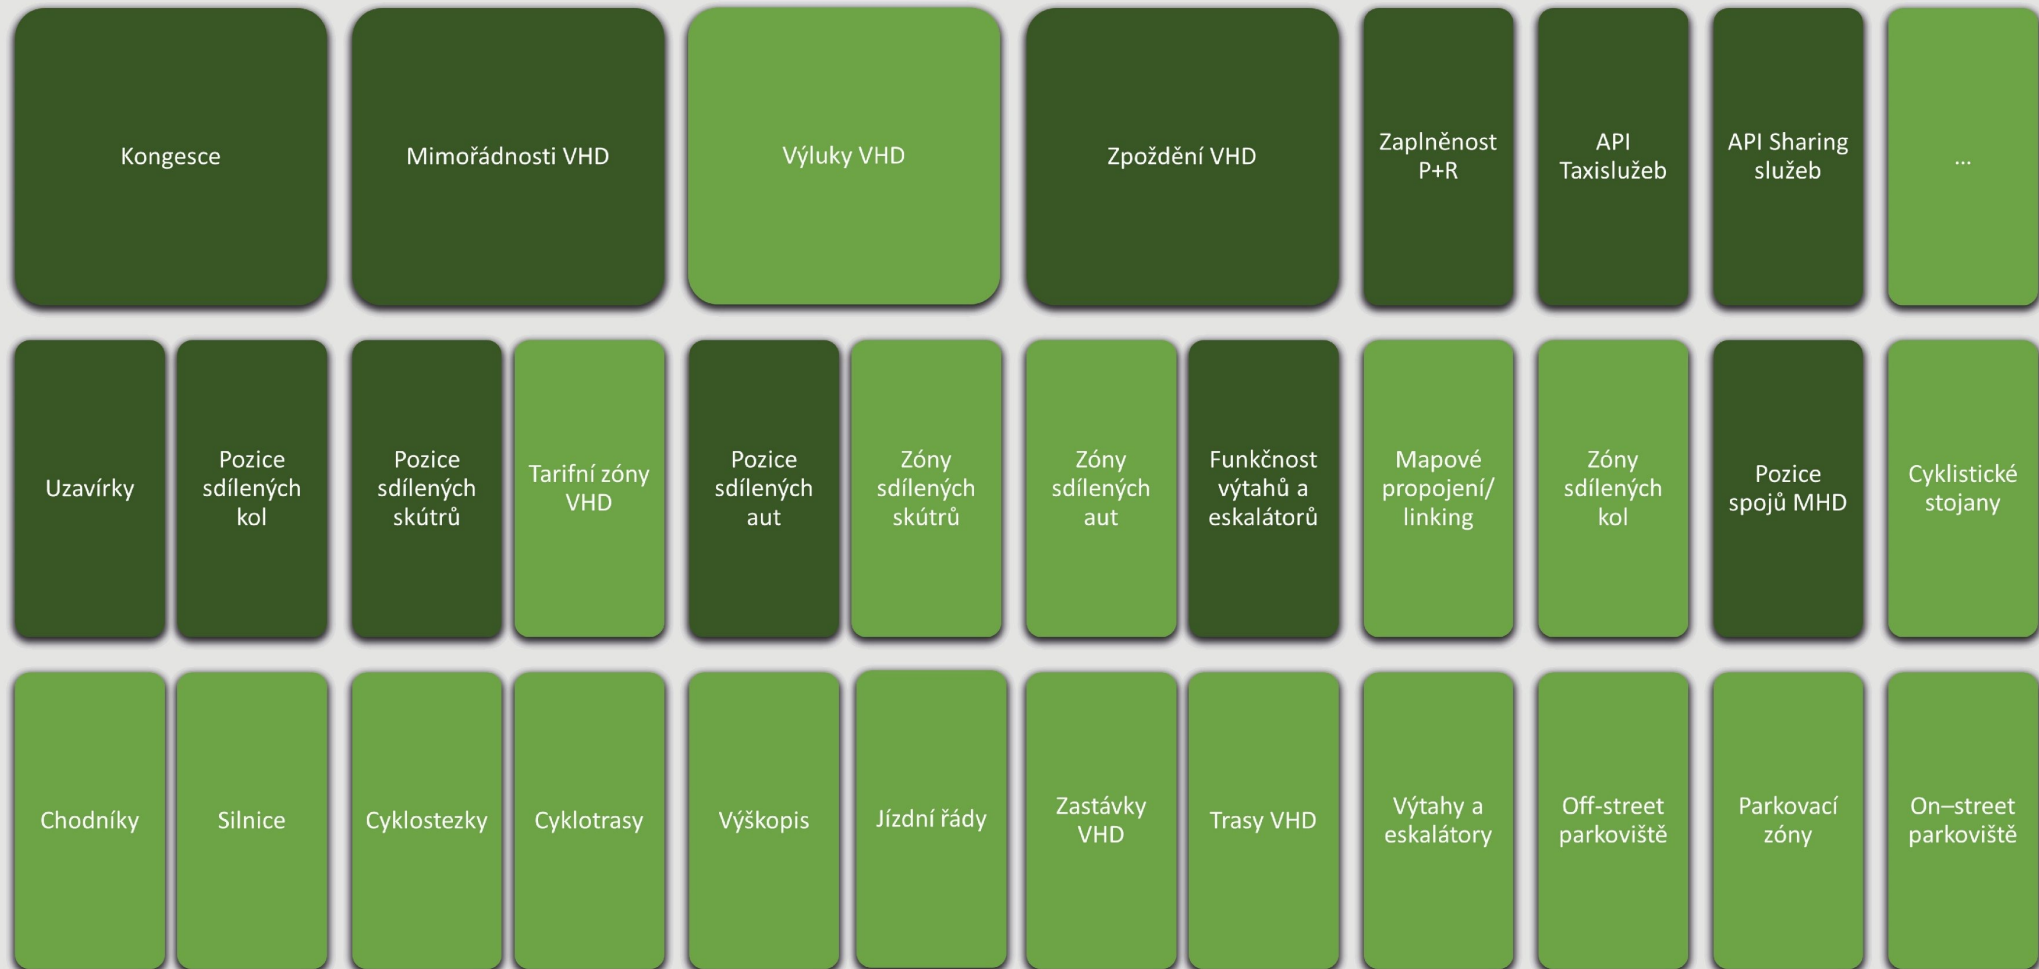 Kongesce
Mimořádnosti VHD
Výluky VHD
Zpoždění VHD
Zaplněnost
P+R
API
Taxislužeb
API Sharing
služeb
...
Uzavírky
Pozice
sdílených
kol
Pozice
sdílených
skútrů
Tarifní zóny
VHD
Pozice
sdílených
aut
Zóny
sdílených
skútrů
Zóny
sdílených
aut
Funkčnost
výtahů a
eskalátorů
Mapové
propojení/
linking
Zóny
sdílených
kol
Pozice
spojů MHD
Cyklistické
stojany
Chodníky
Silnice
Cyklostezky
Cyklotrasy
Výškopis
Jízdní řády
Zastávky
VHD
Trasy VHD
Výtahy a
eskalátory
Off-street
parkoviště
Parkovací
zóny
On–street
parkoviště